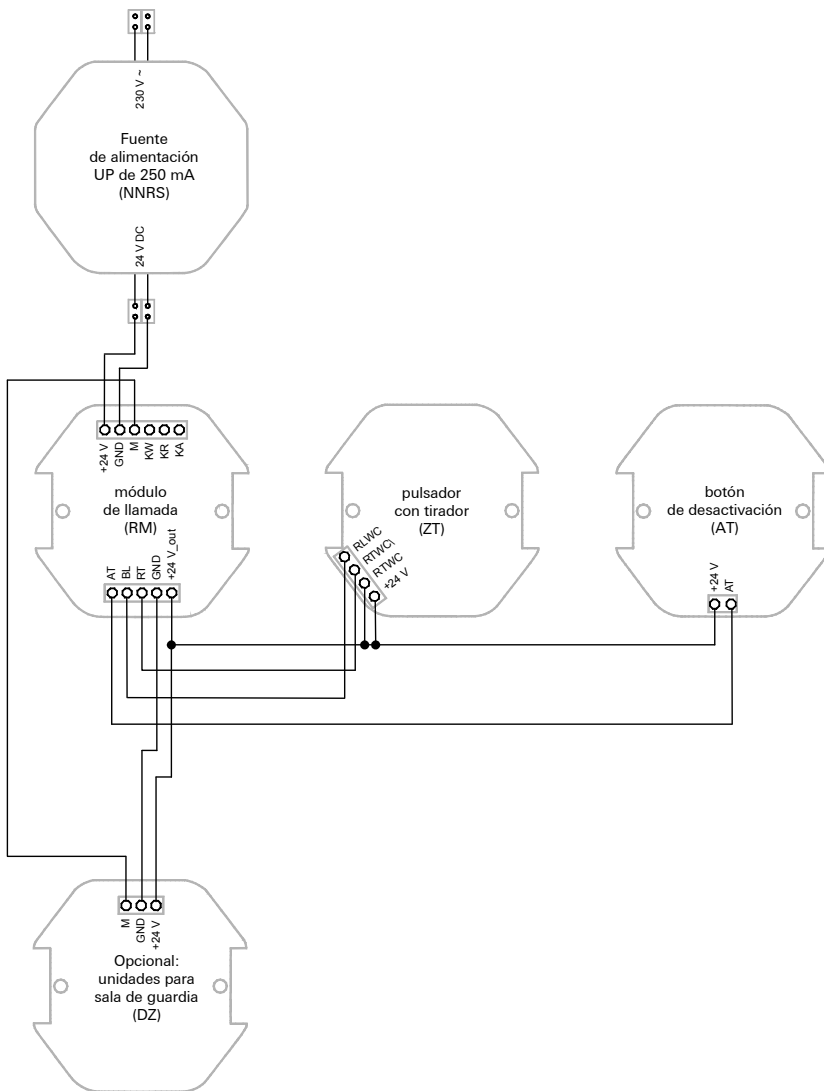 230 V ~
Fuente
de alimentación
UP de 250 mA
(NNRS)
24 V DC
+24 V
GND
M
KW
KR
KA
módulo
de llamada
(RM)
AT
BL
RT
GND
+24 V_out
pulsador
con tirador
(ZT)
RLWC
RTWC\
RTWC
+24 V
botón
de desactivación
(AT)
+24 V
AT
M
GND
+24 V
Opcional:
unidades para
sala de guardia
(DZ)